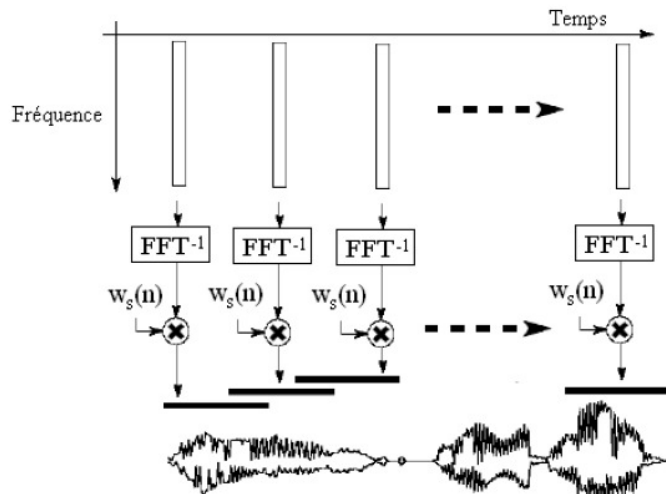 Temps
Fréquence
FFT⁻¹ FFT⁻¹ FFT⁻¹ FFT⁻¹
wₛ(n) wₛ(n) wₛ(n) wₛ(n)